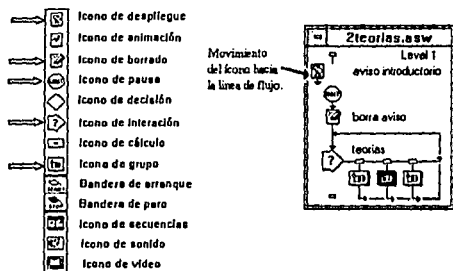 Icono de despliegue
Icono de animación
Icono de borrado
Icono de pausa
Icono de decisión
Icono de interación
Icono de cálculo
Icono de grupo
Bandera de arranque
Bandera de paro
Icono de secuencias
Icono de sonido
Icono de video
Movimiento
del ícono hacia
la linea de flujo.
2teorias.asw
Level 1
aviso introductorio
borra aviso
teorias